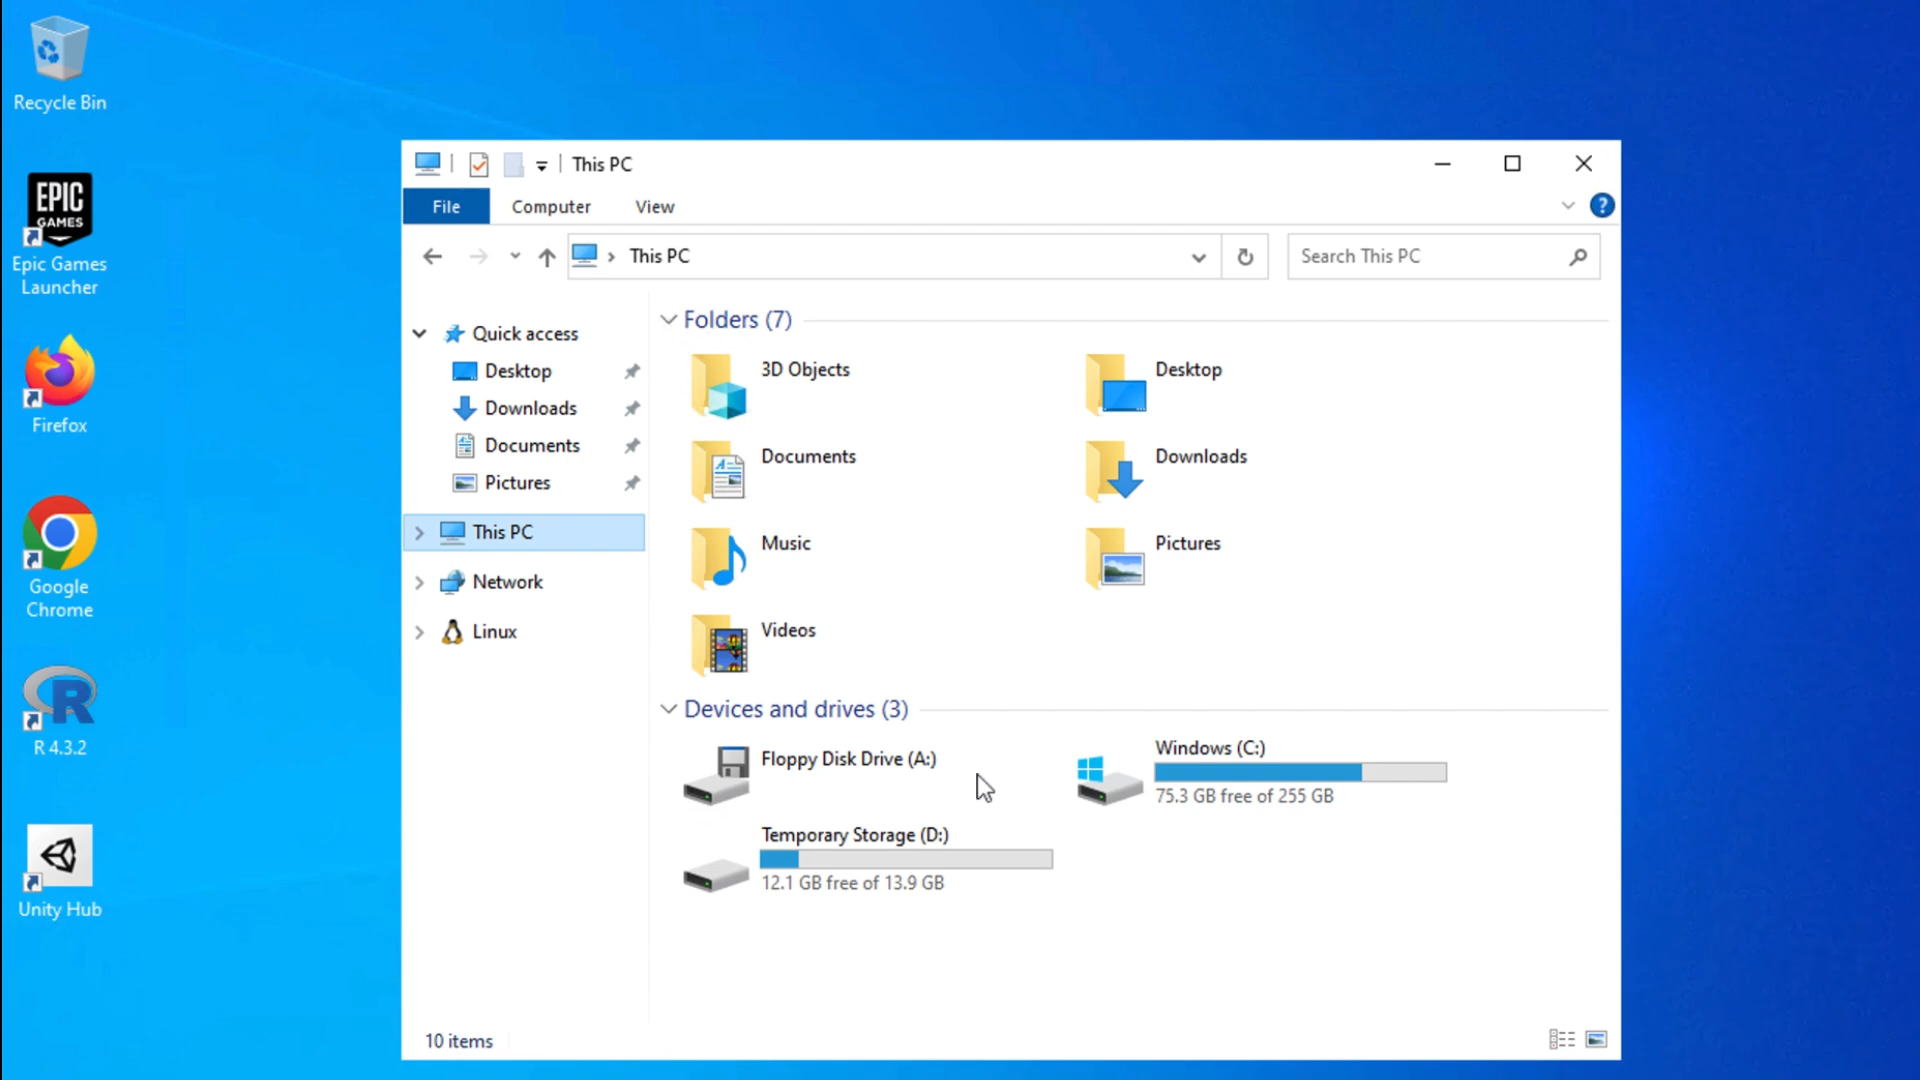 Recycle Bin
EPIC
GAMES
Epic Games
Launcher
Firefox
Google
Chrome
R 4.3.2
Unity Hub
This PC
File
Computer
View
This PC
Search This PC
Quick access
Desktop
Downloads
Documents
Pictures
This PC
Network
Linux
Folders (7)
3D Objects
Desktop
Documents
Downloads
Music
Pictures
Videos
Devices and drives (3)
Floppy Disk Drive (A:)
Windows (C:)
75.3 GB free of 255 GB
Temporary Storage (D:)
12.1 GB free of 13.9 GB
10 items